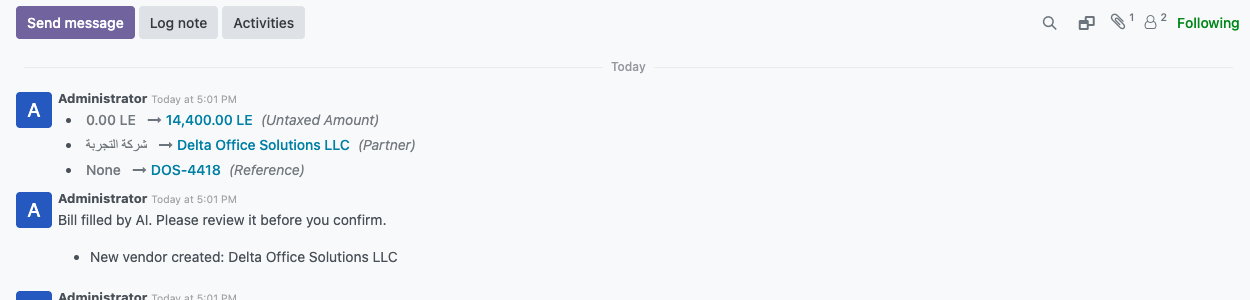 Send message Log note Activities 1 2 Following
Today
A Administrator Today at 5:01 PM
• 0.00 LE → 14,400.00 LE (Untaxed Amount)
• شركة التجربة → Delta Office Solutions LLC (Partner)
• None → DOS-4418 (Reference)
A Administrator Today at 5:01 PM
Bill filled by AI. Please review it before you confirm.
• New vendor created: Delta Office Solutions LLC
Administrator Today at 5:01 PM